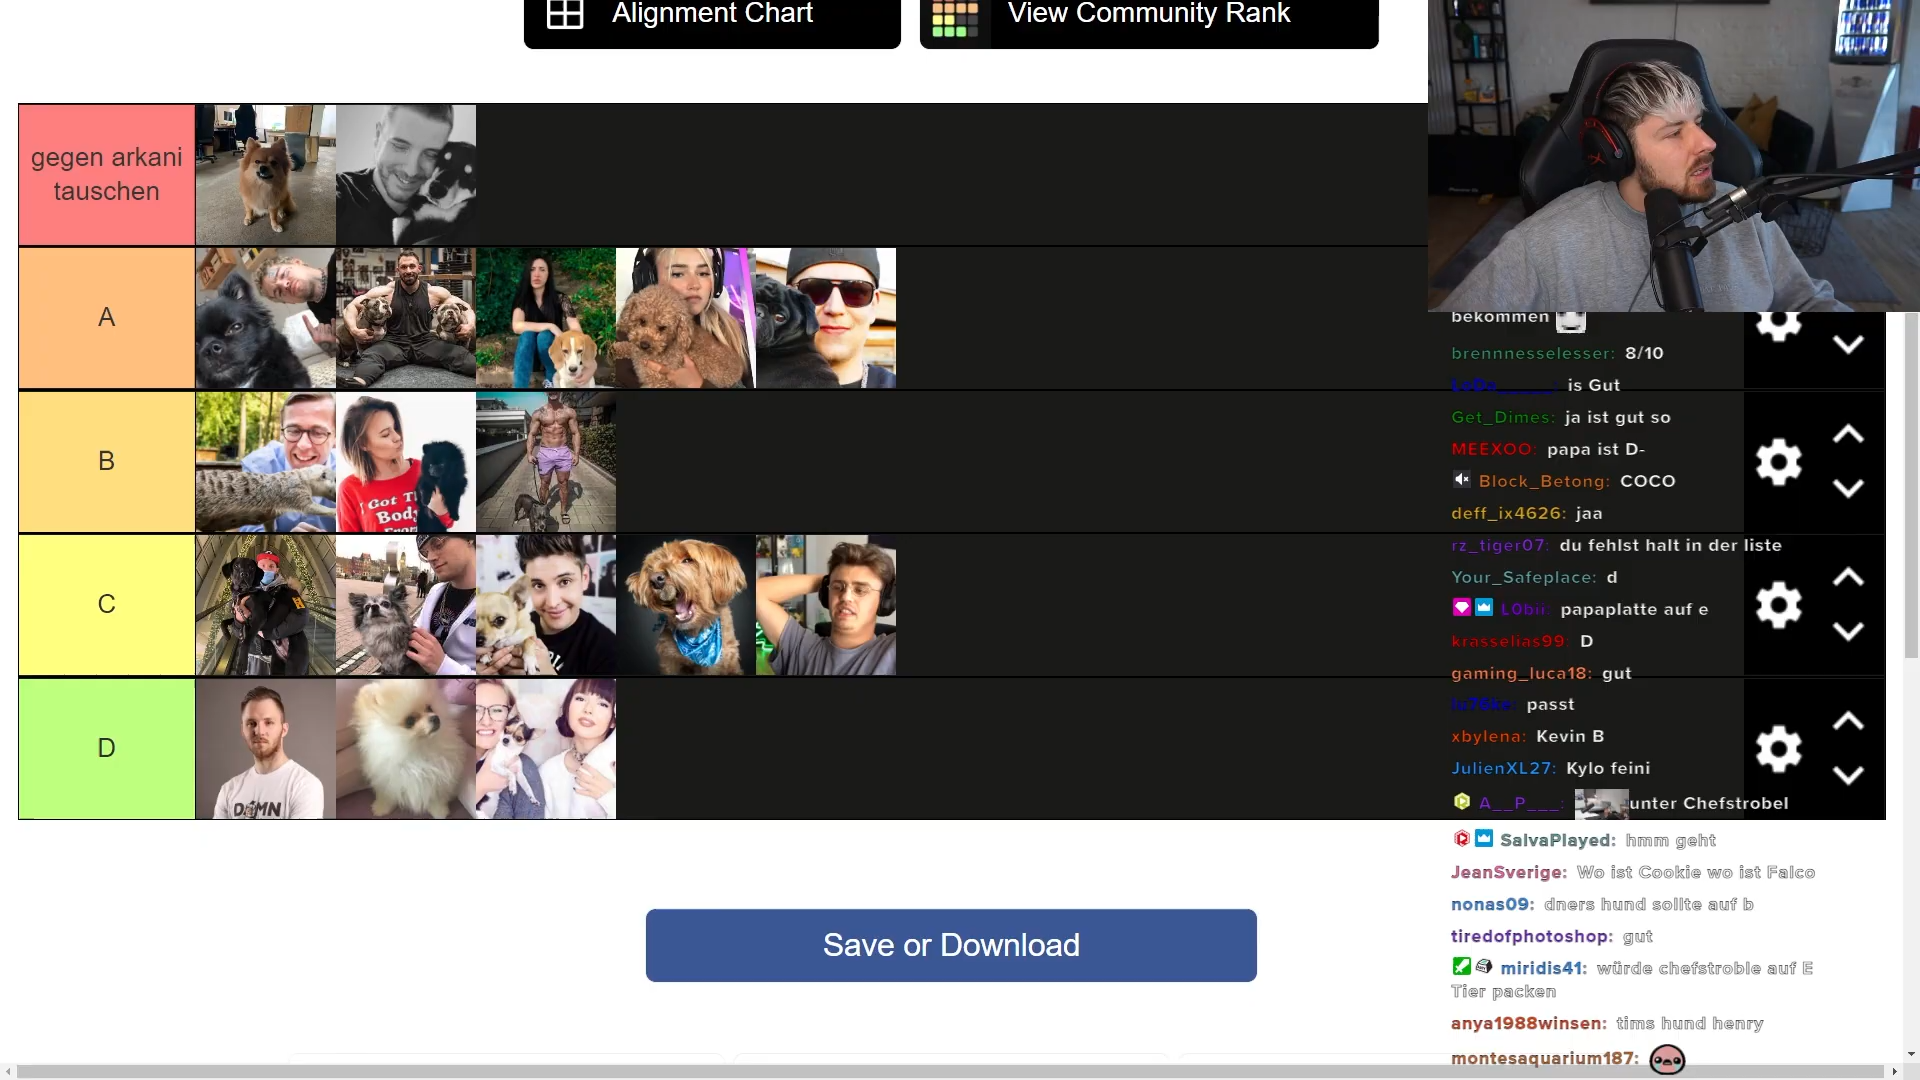 Alignment Chart
View Community Rank
gegen arkani
tauschen
A
B
I Got
Body
C
D
DAMN
bekommen
brennnesselesser: 8/10
is Gut
Get_Dimes: ja ist gut so
MEEXOO: papa ist D-
Block_Betong: COCO
deff_ix4626: jaa
rz_tiger07: du fehlst halt in der liste
Your_Safeplace: d
L0bii: papaplatte auf e
krasselias99: D
gaming_luca18: gut
passt
xbylena: Kevin B
JulienXL27: Kylo feini
A__P___: unter Chefstrobel
SalvaPlayed: hmm geht
JeanSverige: Wo ist Cookie wo ist Falco
nonas09: dners hund sollte auf b
tiredofphotoshop: gut
miridis41: würde chefstroble auf E
Tier packen
anya1988winsen: tims hund henry
montesaquarium187:
Save or Download